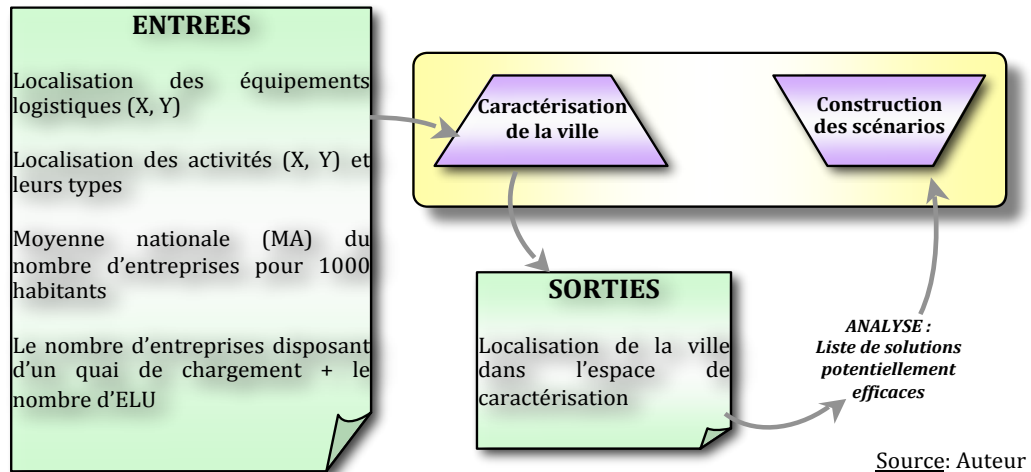 ENTREES
Localisation des équipements
logistiques (X, Y)
Localisation des activités (X, Y) et
leurs types
Moyenne nationale (MA) du
nombre d’entreprises pour 1000
habitants
Le nombre d’entreprises disposant
d’un quai de chargement + le
nombre d’ELU
Caractérisation
de la ville
Construction
des scénarios
SORTIES
Localisation de la ville
dans l’espace de
caractérisation
ANALYSE :
Liste de solutions
potentiellement
efficaces
Source: Auteur